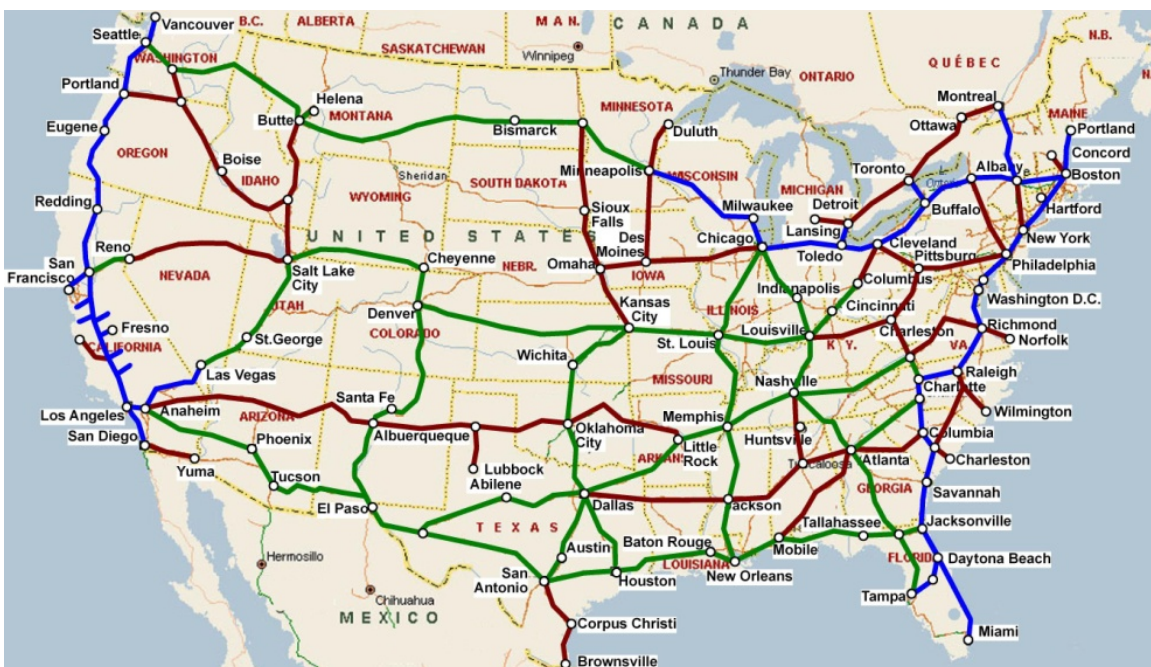 Vancouver
B.C.
ALBERTA
MAN.
CANADA
SASKATCHEWAN
Winnipeg
Thunder Bay
ONTARIO
QUÉBEC
N.B.
Seattle
WASHINGTON
Portland
Helena
MONTANA
Butte
Bismarck
MINNESOTA
Duluth
Montreal
Ottawa
MAINE
Portland
Concord
Boston
Eugene
OREGON
Boise
IDAHO
Sheridan
WYOMING
SOUTH DAKOTA
Minneapolis
WISCONSIN
MICHIGAN
Toronto
Albany
Detroit
Buffalo
Hartford
Redding
Sioux
Falls
Milwaukee
Lansing
Reno
UNITED STATES
Des
Moines
Chicago
Toledo
Cleveland
New York
San
Francisco
NEVADA
Salt Lake
City
Cheyenne
NEBR.
Omaha
IOWA
Pittsburg
Philadelphia
UTAH
Denver
COLORADO
Kansas
City
ILLINOIS
Indianapolis
Columbus
Washington D.C.
Fresno
CALIFORNIA
St.George
St. Louis
Louisville
Cincinnati
KY.
Charleston
VA
Richmond
Norfolk
Las Vegas
Wichita
MISSOURI
Nashville
Charlotte
Raleigh
Los Angeles
Anaheim
ARIZONA
Santa Fe
Albuerqueque
Oklahoma
City
Memphis
Little
Rock
Huntsville
Wilmington
San Diego
Yuma
Phoenix
Tucson
Lubbock
Abilene
Tuscaloosa
Atlanta
Columbia
Charleston
GEORGIA
Savannah
El Paso
TEXAS
Dallas
Jackson
Tallahassee
Jacksonville
Hermosillo
Austin
Baton Rouge
LOUISIANA
Mobile
FLORID
Daytona Beach
San
Antonio
Houston
New Orleans
Tampa
Chihuahua
MEXICO
Corpus Christi
Miami
Brownsville